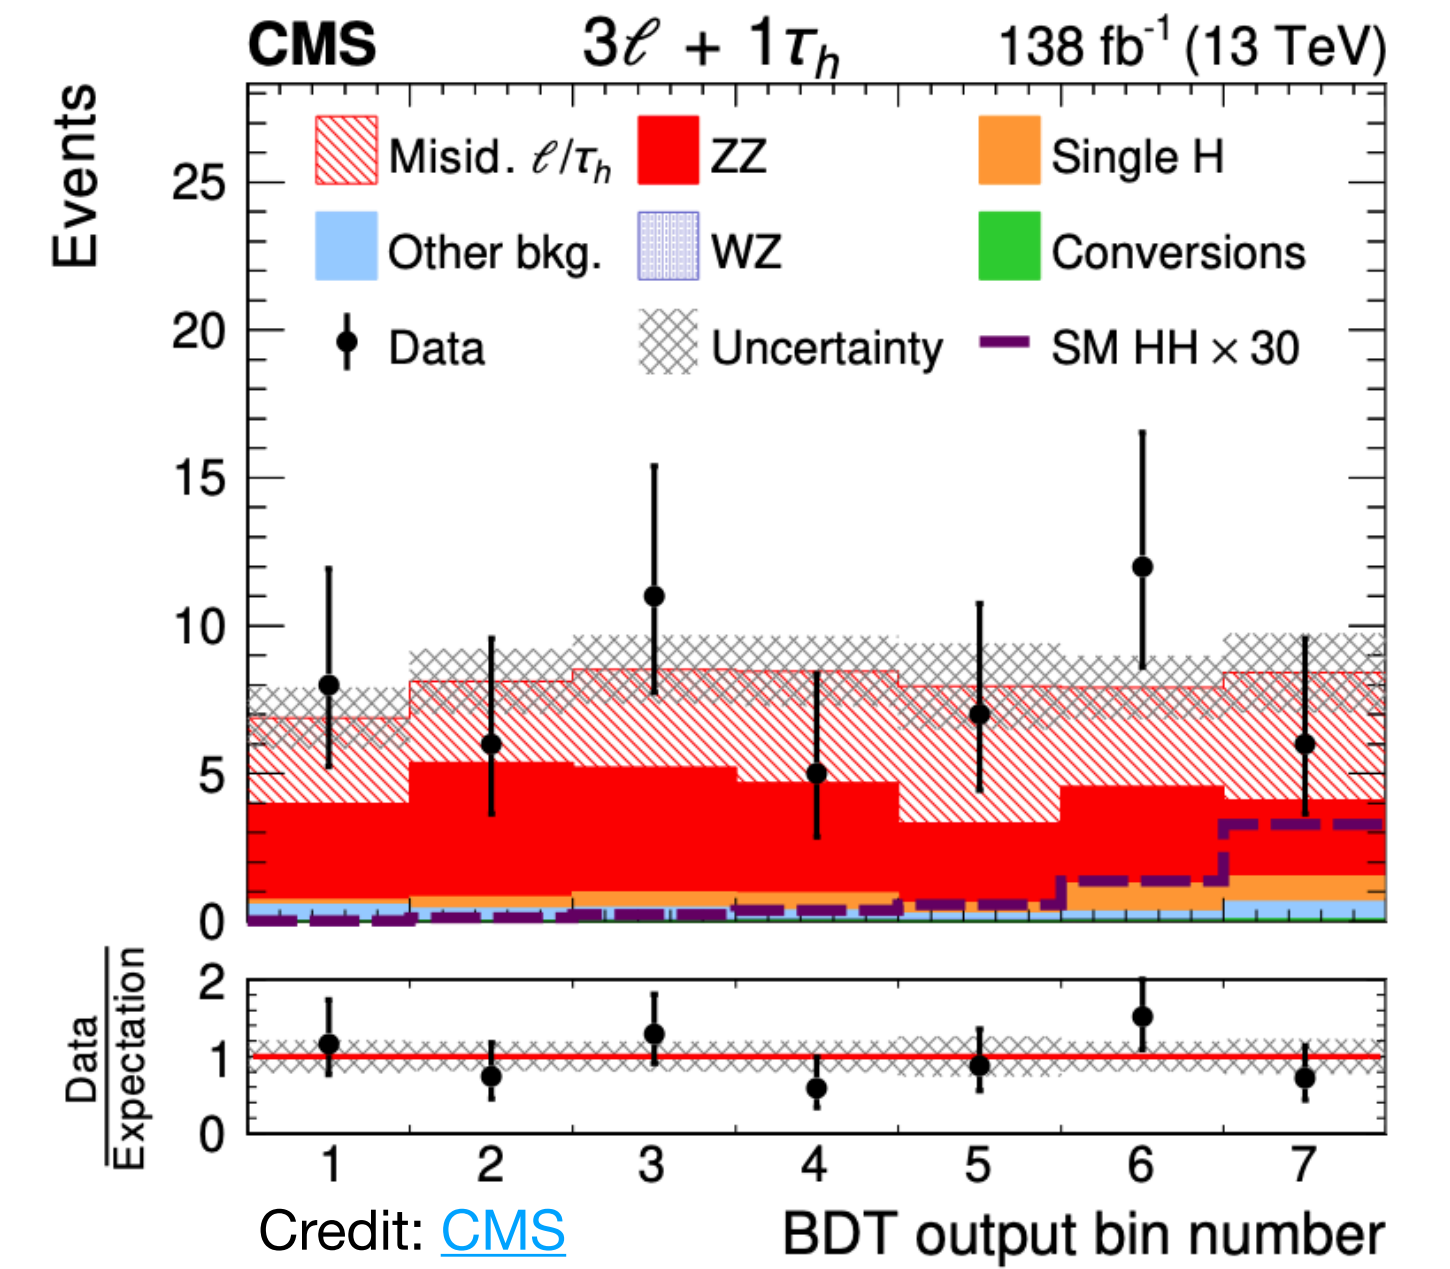 CMS 3ℓ + 1τh 138 fb-1 (13 TeV)
Events
Misid. ℓ/τh ZZ Single H
Other bkg. WZ Conversions
Data Uncertainty SM HH × 30
25
20
15
10
5
0
Data
Expectation
2
1
0
1 2 3 4 5 6 7
Credit: CMS BDT output bin number